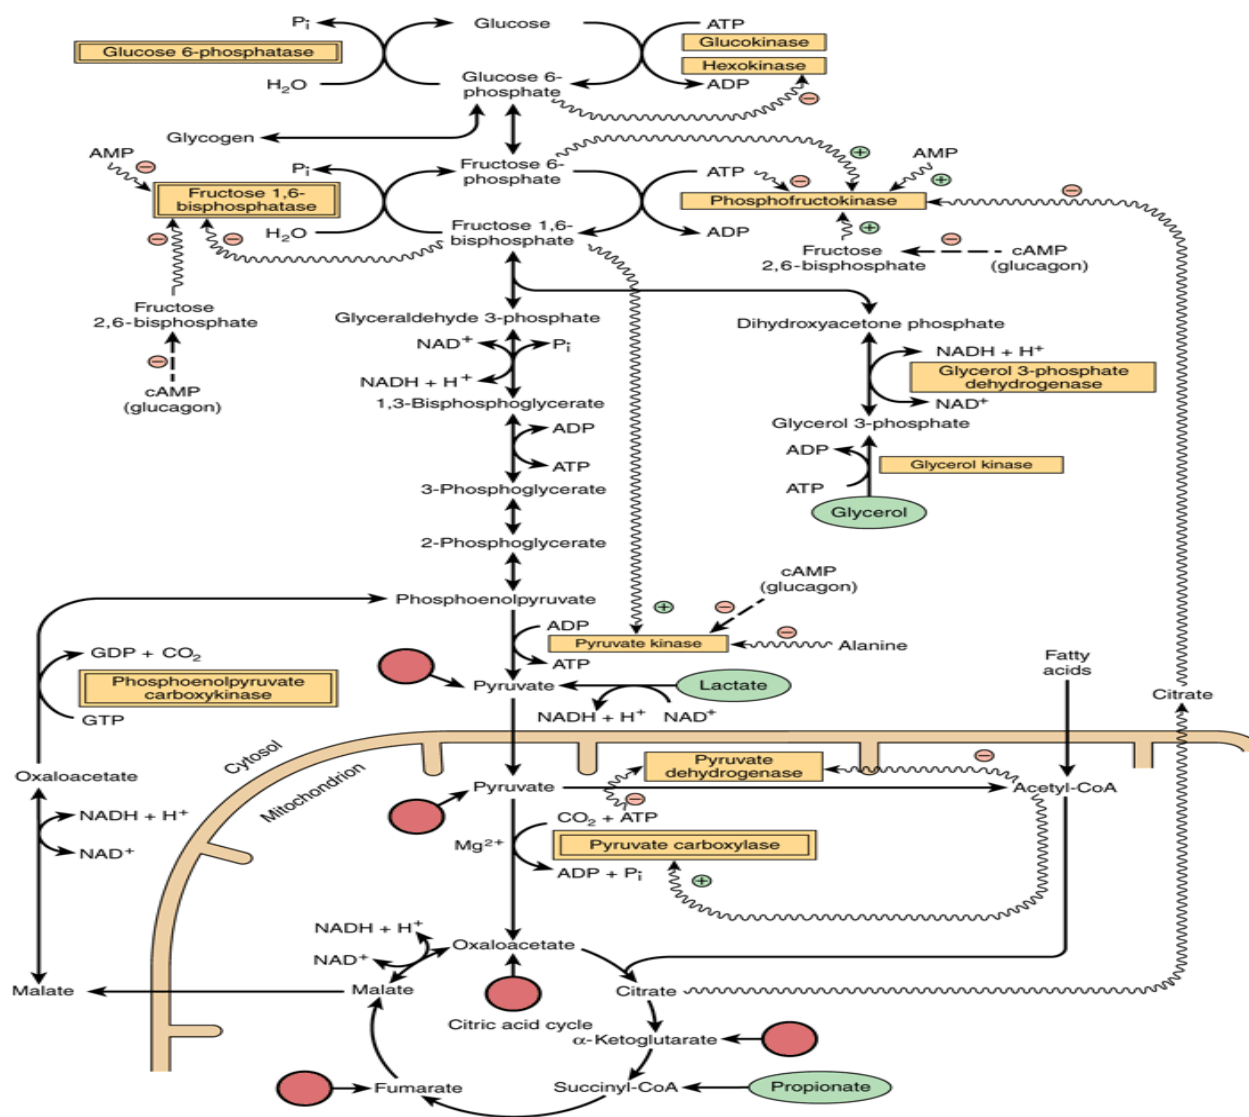 Pi
Glucose
ATP
Glucose 6-phosphatase
Glucokinase
Hexokinase
H2O
Glucose 6-
phosphate
ADP
−
Glycogen
AMP
−
Pi
Fructose 6-
phosphate
ATP
−
+
AMP
+
−
Fructose 1,6-
bisphosphatase
Phosphofructokinase
H2O
Fructose 1,6-
bisphosphate
ADP
+
−
−
Fructose
2,6-bisphosphate
−
cAMP
(glucagon)
Fructose
2,6-bisphosphate
−
cAMP
(glucagon)
Glyceraldehyde 3-phosphate
Dihydroxyacetone phosphate
NAD+
Pi
NADH + H+
NADH + H+
Glycerol 3-phosphate
dehydrogenase
NAD+
1,3-Bisphosphoglycerate
Glycerol 3-phosphate
ADP
ATP
ADP
Glycerol kinase
ATP
3-Phosphoglycerate
Glycerol
2-Phosphoglycerate
cAMP
(glucagon)
Phosphoenolpyruvate
+
−
ADP
Pyruvate kinase
−
Alanine
ATP
GDP + CO2
Phosphoenolpyruvate
carboxykinase
GTP
Fatty
acids
Pyruvate
Lactate
Citrate
NADH + H+
NAD+
Cytosol
Mitochondrion
Oxaloacetate
Pyruvate
dehydrogenase
−
Pyruvate
Acetyl-CoA
−
NADH + H+
NAD+
CO2 + ATP
Mg2+
Pyruvate carboxylase
ADP + Pi
+
NADH + H+
NAD+
Oxaloacetate
Malate
Malate
Citrate
Citric acid cycle
α-Ketoglutarate
Fumarate
Succinyl-CoA
Propionate